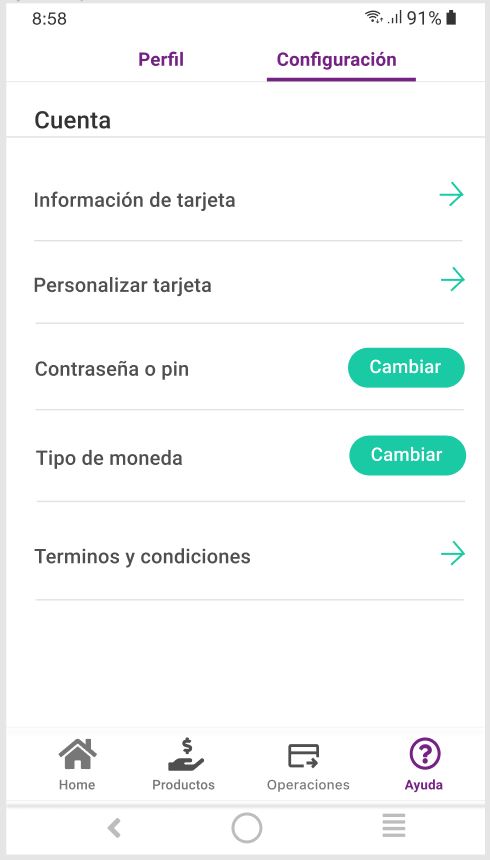 8:58 91%
Perfil Configuración
Cuenta
Información de tarjeta
Personalizar tarjeta
Contraseña o pin Cambiar
Tipo de moneda Cambiar
Terminos y condiciones
$ ?
Home Productos Operaciones Ayuda